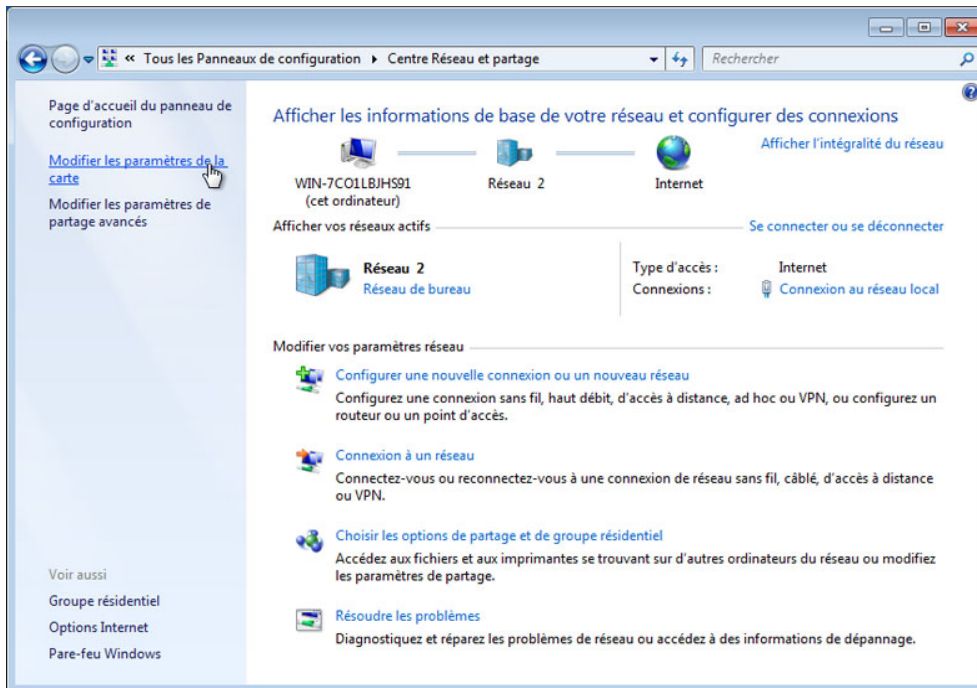 « Tous les Panneaux de configuration ▸ Centre Réseau et partage
Rechercher
Page d'accueil du panneau de
configuration
Modifier les paramètres de la
carte
Modifier les paramètres de
partage avancés
Voir aussi
Groupe résidentiel
Options Internet
Pare-feu Windows
Afficher les informations de base de votre réseau et configurer des connexions
Afficher l'intégralité du réseau
WIN-7CO1LBJHS91
(cet ordinateur)
Réseau 2
Internet
Afficher vos réseaux actifs
Se connecter ou se déconnecter
Réseau 2
Réseau de bureau
Type d'accès : Internet
Connexions : Connexion au réseau local
Modifier vos paramètres réseau
Configurer une nouvelle connexion ou un nouveau réseau
Configurez une connexion sans fil, haut débit, d'accès à distance, ad hoc ou VPN, ou configurez un
routeur ou un point d'accès.
Connexion à un réseau
Connectez-vous ou reconnectez-vous à une connexion de réseau sans fil, câblé, d'accès à distance
ou VPN.
Choisir les options de partage et de groupe résidentiel
Accédez aux fichiers et aux imprimantes se trouvant sur d'autres ordinateurs du réseau ou modifiez
les paramètres de partage.
Résoudre les problèmes
Diagnostiquez et réparez les problèmes de réseau ou accédez à des informations de dépannage.